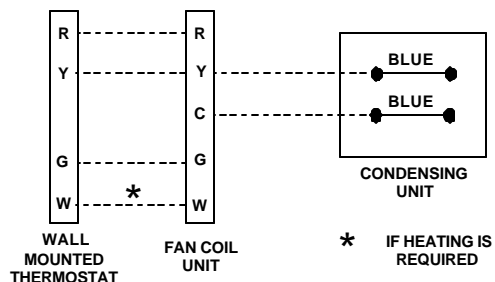 R
Y
G
W
R
Y
C
G
W
*
BLUE
BLUE
WALL
MOUNTED
THERMOSTAT
FAN COIL
UNIT
CONDENSING
UNIT
* IF HEATING IS
REQUIRED